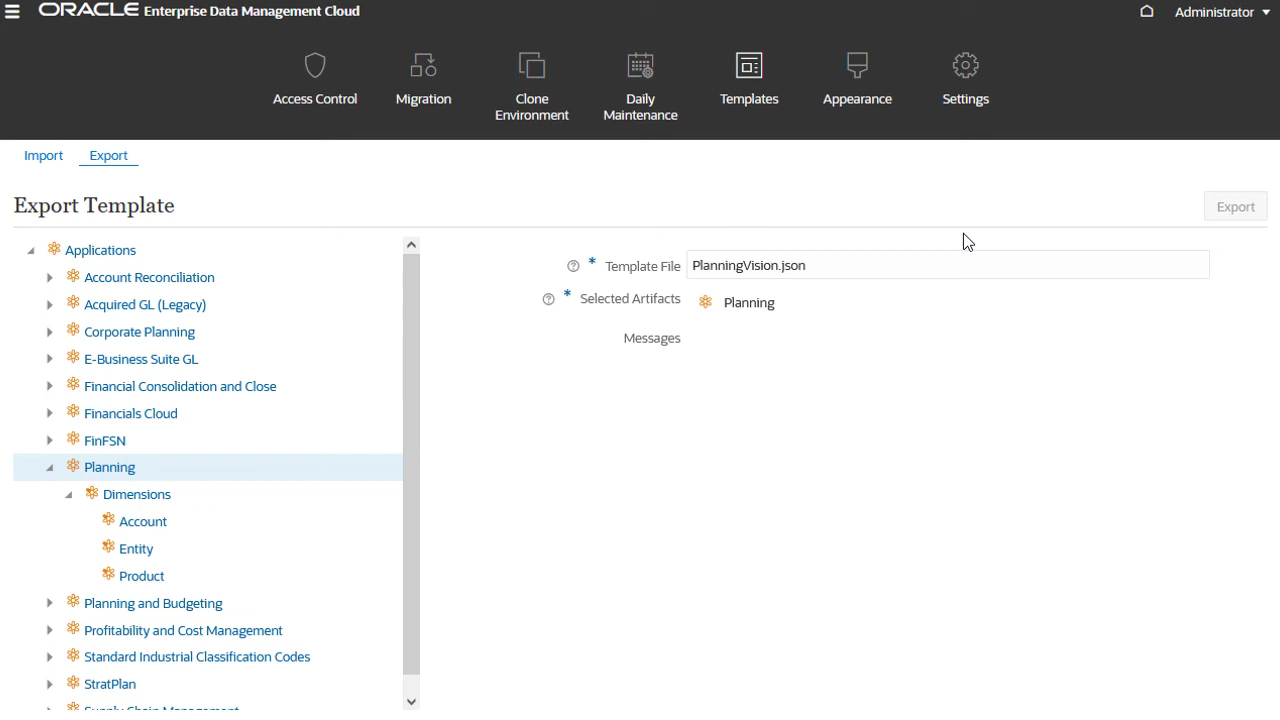 ORACLE Enterprise Data Management Cloud
Administrator
Access Control
Migration
Clone
Environment
Daily
Maintenance
Templates
Appearance
Settings
Import
Export
Export Template
Export
Applications
Account Reconciliation
Acquired GL (Legacy)
Corporate Planning
E-Business Suite GL
Financial Consolidation and Close
Financials Cloud
FinFSN
Planning
Dimensions
Account
Entity
Product
Planning and Budgeting
Profitability and Cost Management
Standard Industrial Classification Codes
StratPlan
Supply Chain Management
? * Template File PlanningVision.json
? * Selected Artifacts Planning
Messages